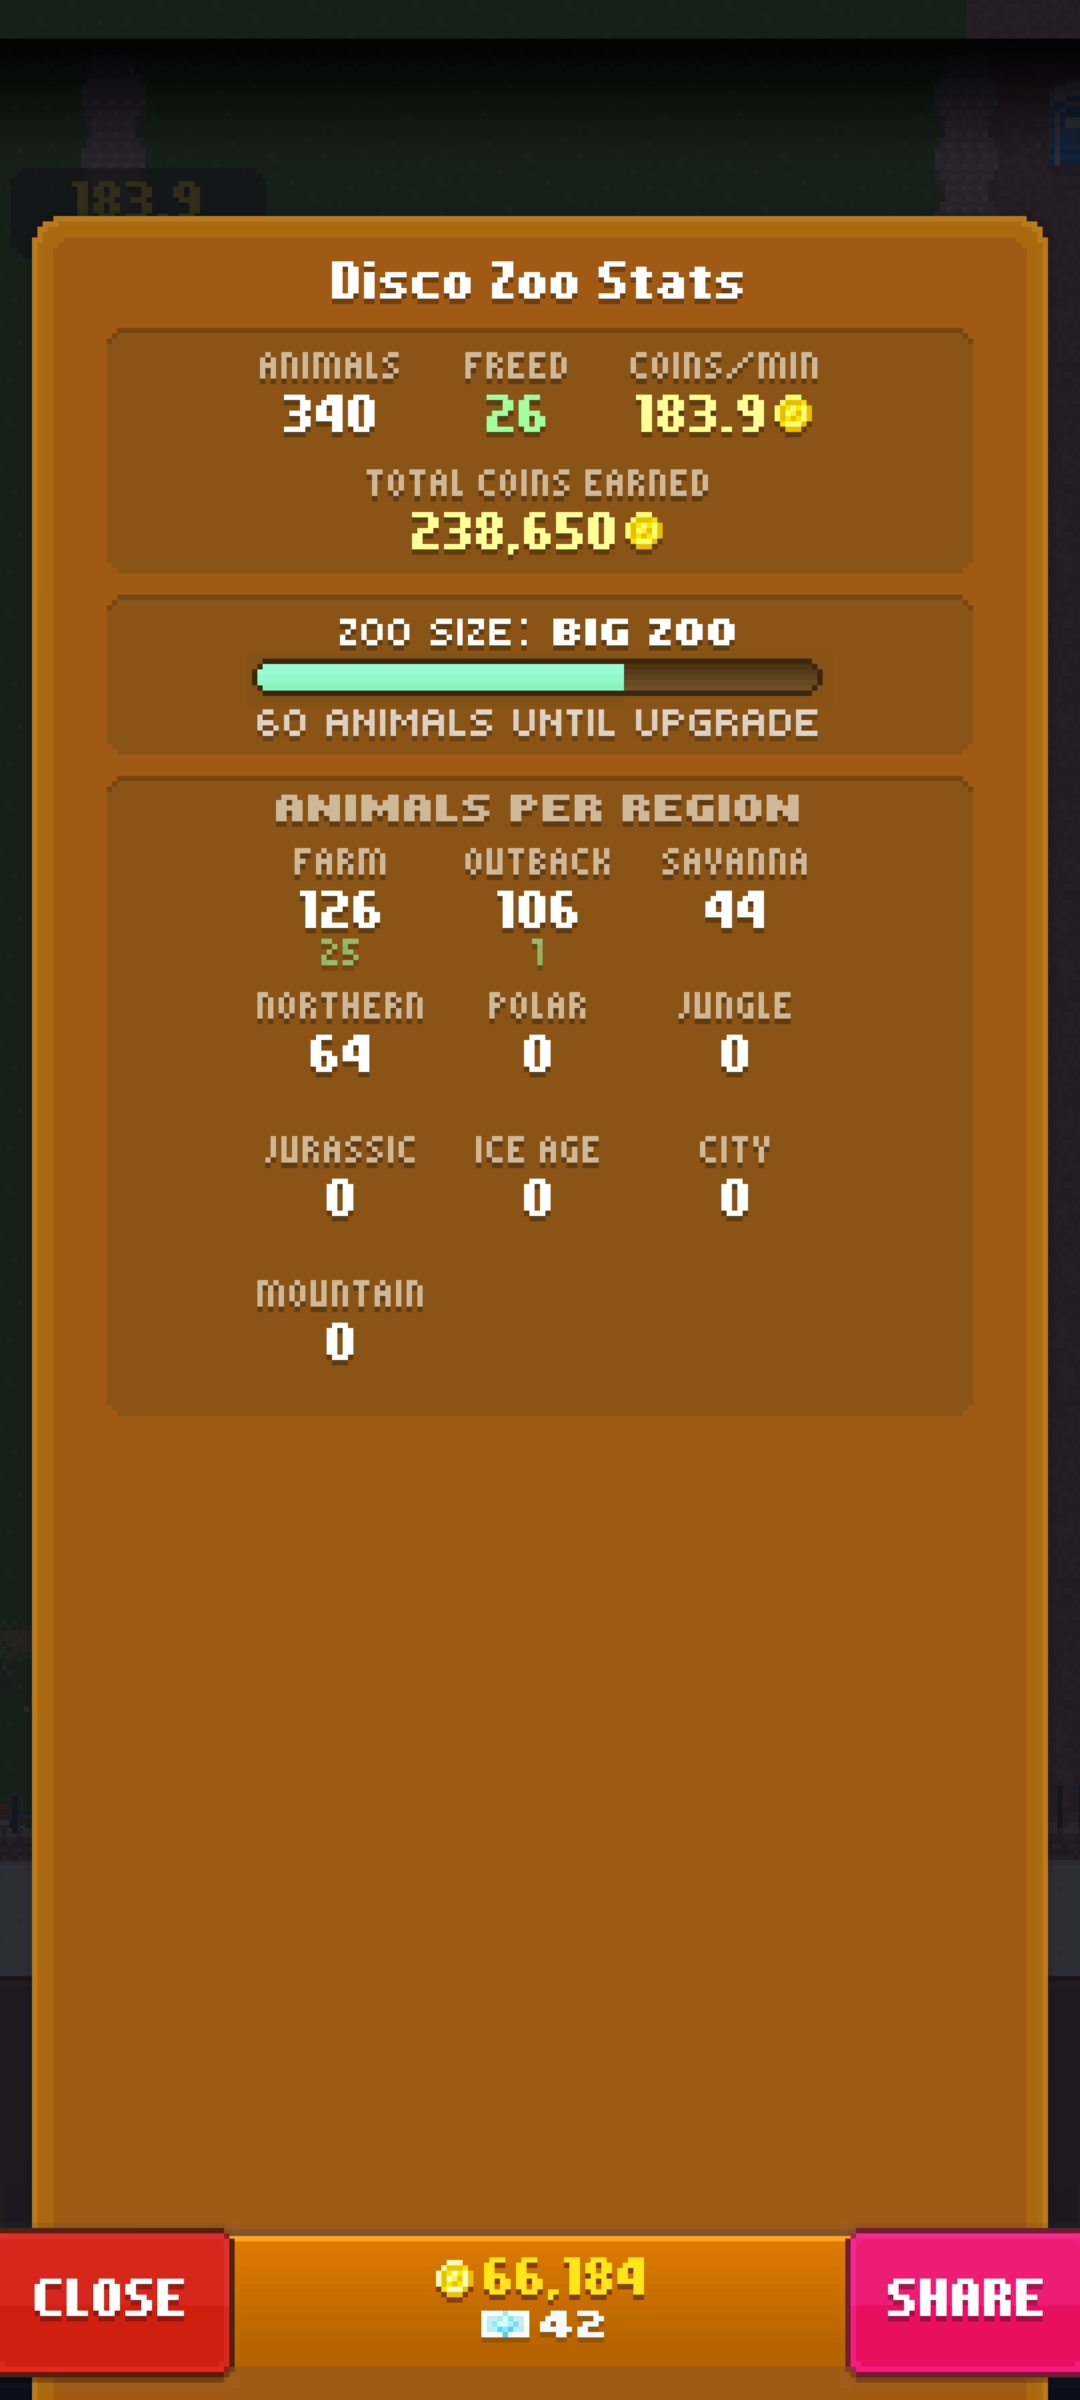 183.9
Disco Zoo Stats
ANIMALS FREED COINS/MIN
340 26 183.9
TOTAL COINS EARNED
238,650
ZOO SIZE: BIG ZOO
60 ANIMALS UNTIL UPGRADE
ANIMALS PER REGION
FARM OUTBACK SAVANNA
126 106 44
25 1
NORTHERN POLAR JUNGLE
64 0 0
JURASSIC ICE AGE CITY
0 0 0
MOUNTAIN
0
CLOSE 66,184 SHARE
42